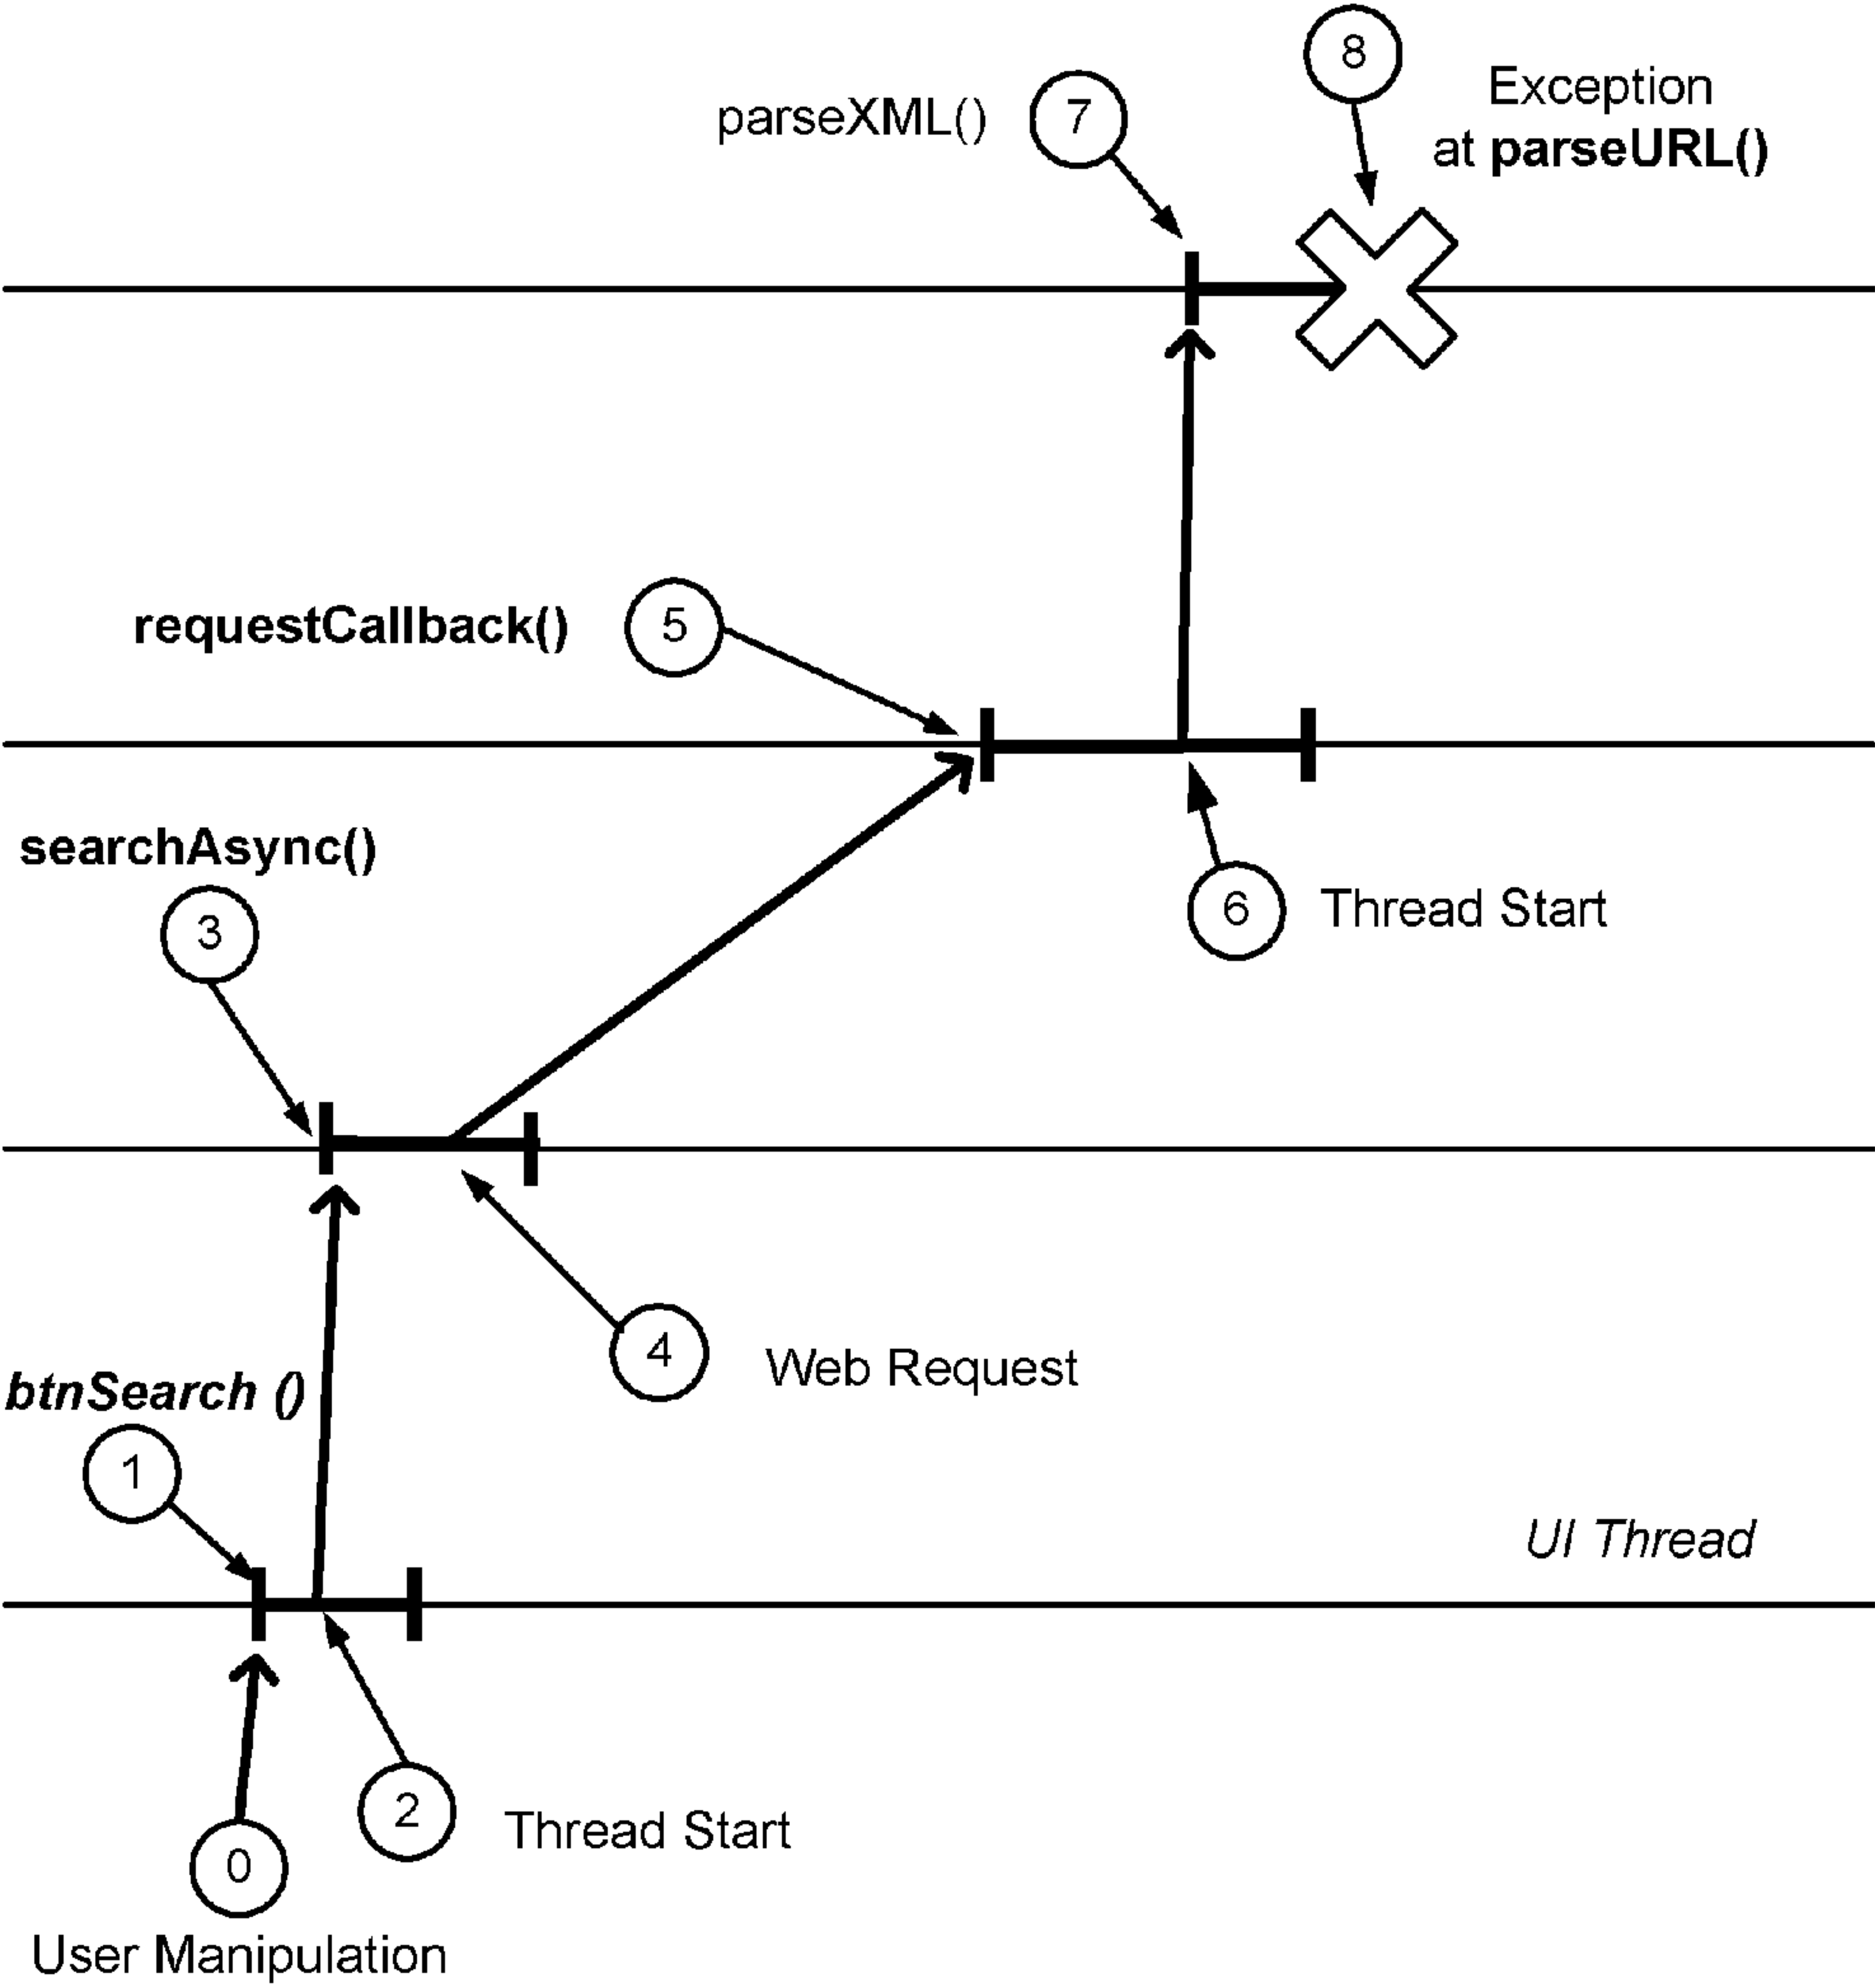 8
Exception
at parseURL()
parseXML()
7
requestCallback()
5
searchAsync()
3
6
Thread Start
4
Web Request
btnSearch ()
1
UI Thread
2
Thread Start
0
User Manipulation